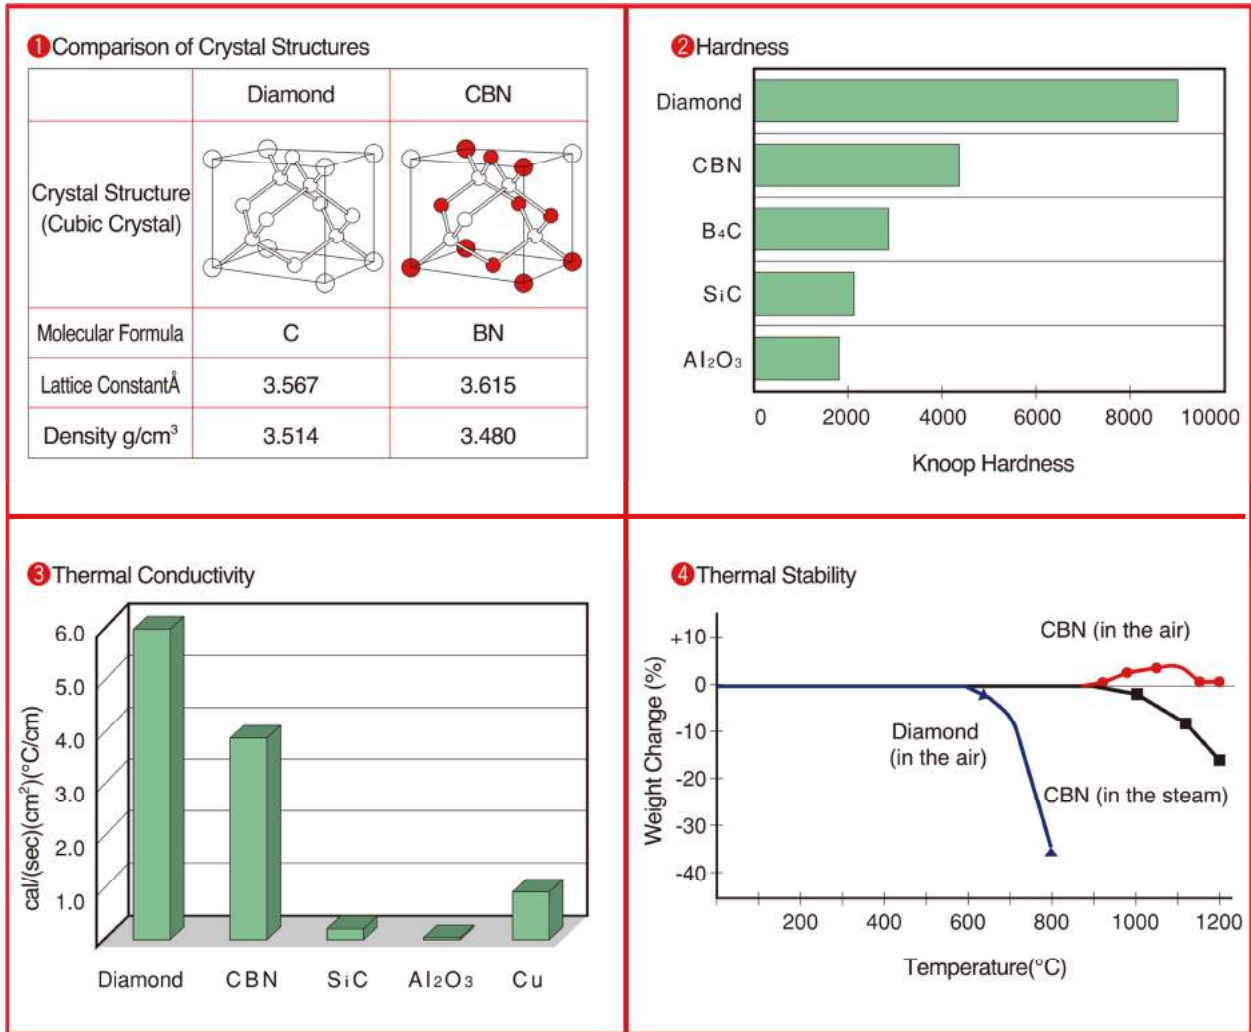 1 Comparison of Crystal Structures
Diamond CBN
Crystal Structure
(Cubic Crystal)
Molecular Formula C BN
Lattice ConstantÅ 3.567 3.615
Density g/cm³ 3.514 3.480
2 Hardness
Diamond
CBN
B₄C
SiC
Al₂O₃
0 2000 4000 6000 8000 10000
Knoop Hardness
3 Thermal Conductivity
cal/(sec)(cm²)(°C/cm)
6.0
5.0
4.0
3.0
2.0
1.0
Diamond CBN SiC Al₂O₃ Cu
4 Thermal Stability
Weight Change (%)
+10
0
-10
-20
-30
-40
CBN (in the air)
Diamond
(in the air)
CBN (in the steam)
200 400 600 800 1000 1200
Temperature(°C)